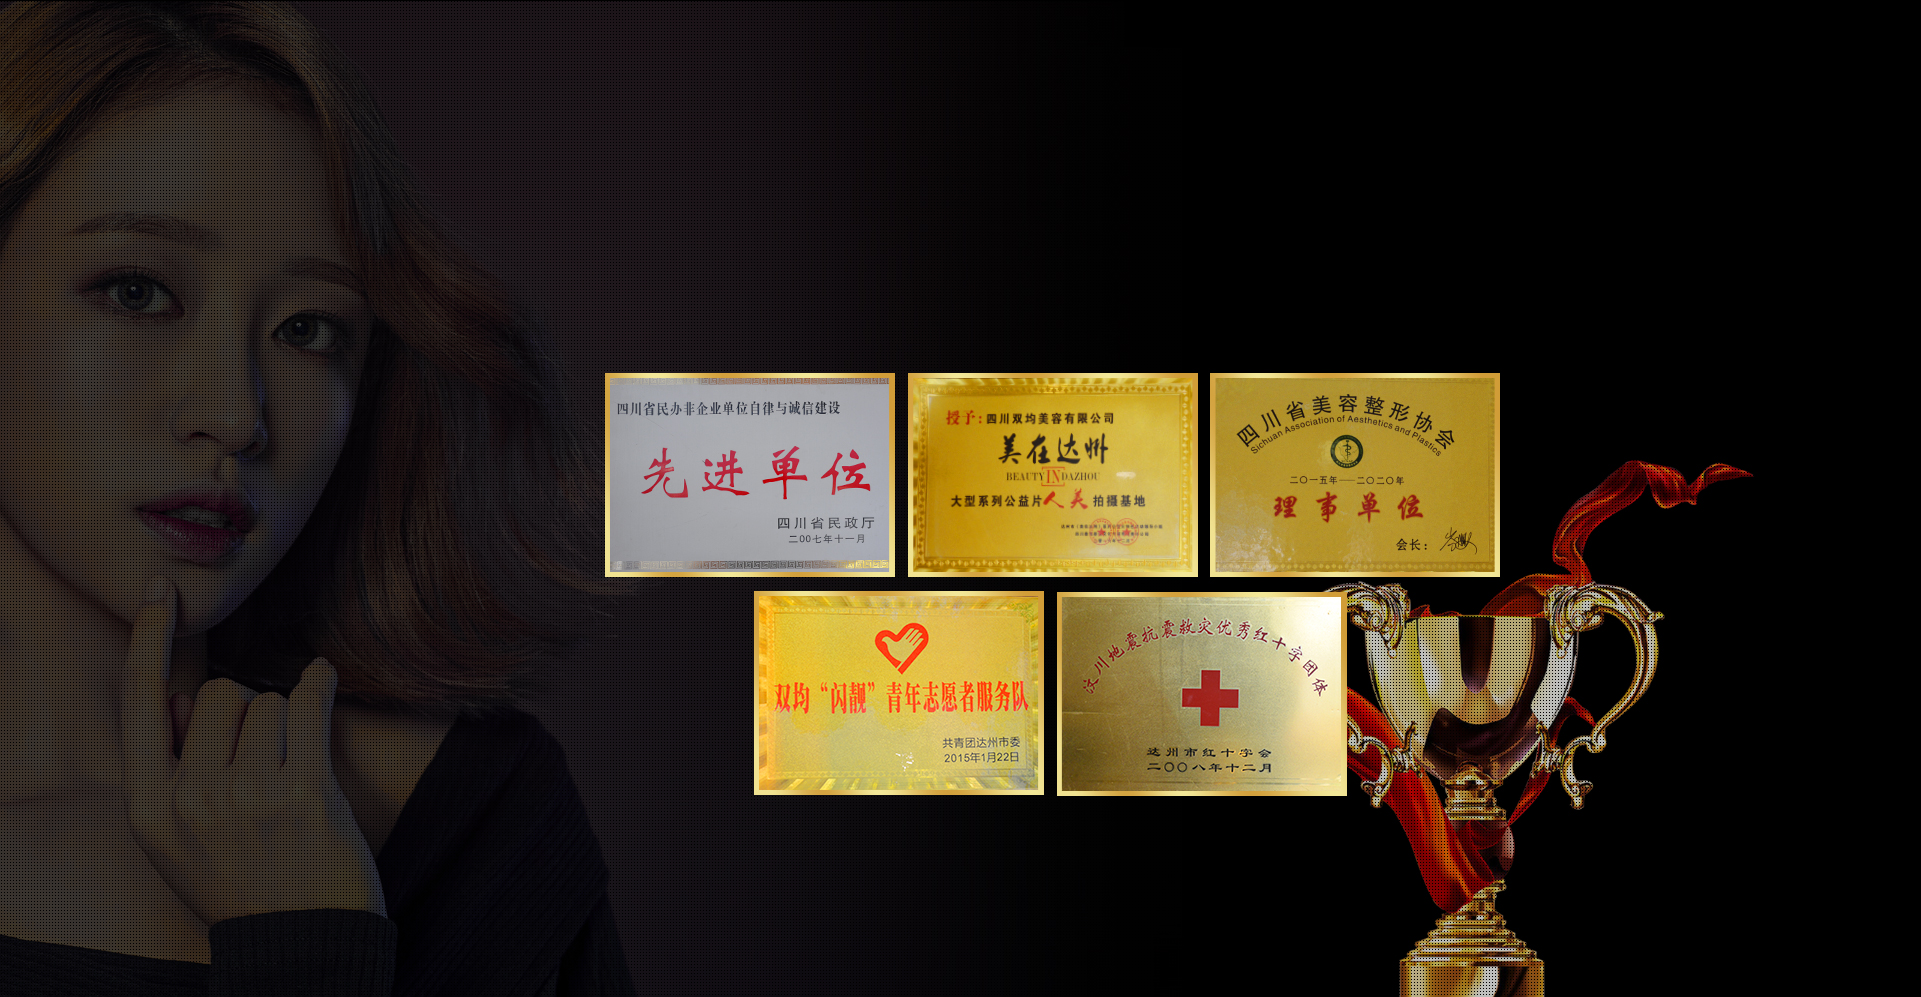 四川省民办非企业单位自律与诚信建设
先进单位
四川省民政厅
二00七年十一月
授予:四川双均美容有限公司
美在达州
BEAUTY IN DAZHOU
大型系列公益片人美拍摄基地
四川省美容整形协会
Sichuan Association of Aesthetics and Plastics
二〇一五年——二〇二〇年
理事单位
会长:
双均“闪靓”青年志愿者服务队
共青团达州市委
2015年1月22日
汶川地震抗震救灾优秀红十字团体
达州市红十字会
二〇〇八年十二月